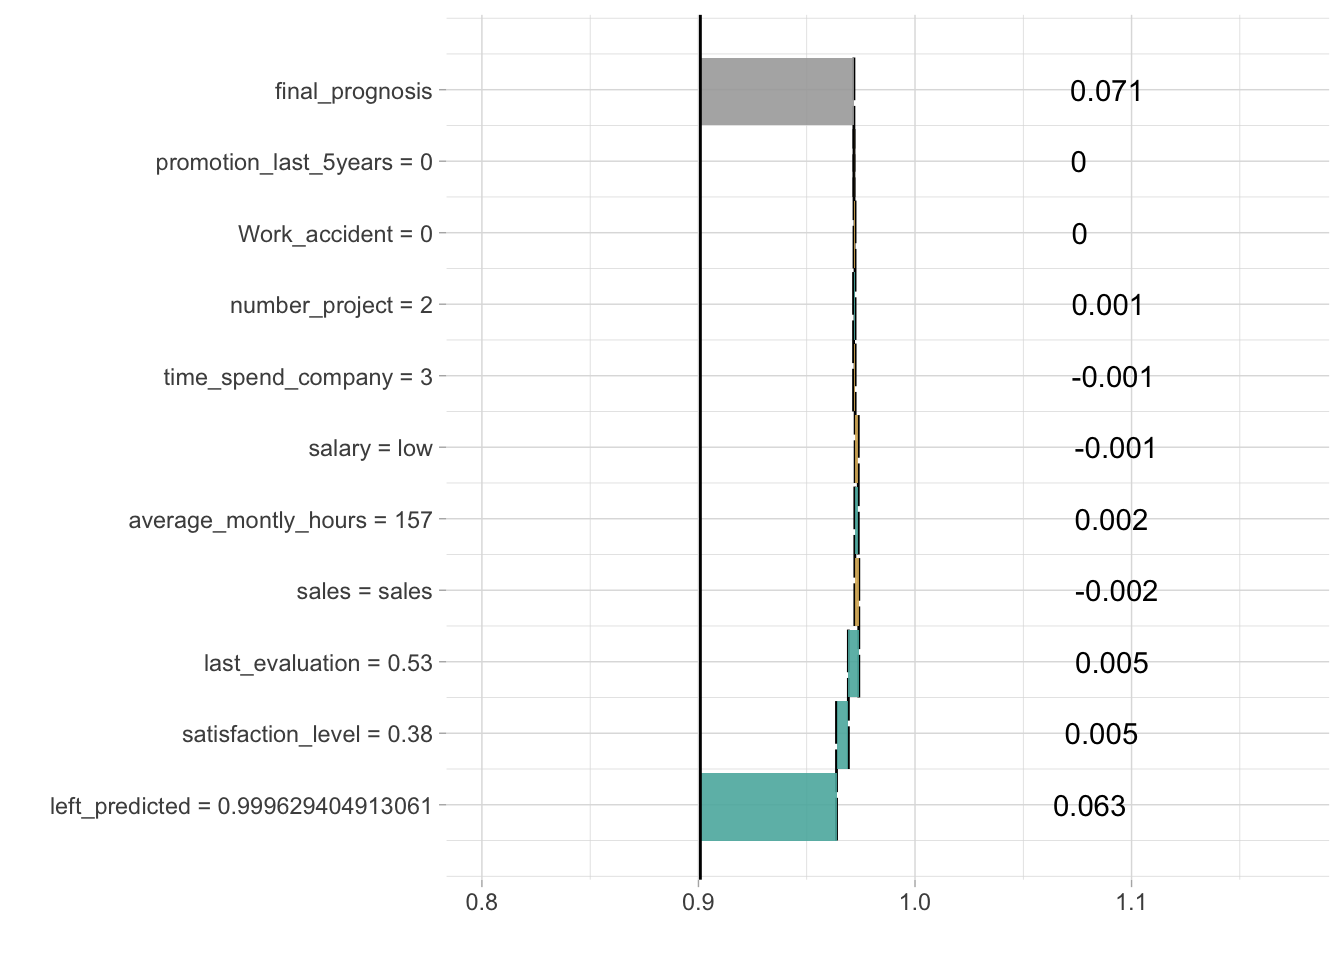 final_prognosis 0.071
promotion_last_5years = 0 0
Work_accident = 0 0
number_project = 2 0.001
time_spend_company = 3 -0.001
salary = low -0.001
average_montly_hours = 157 0.002
sales = sales -0.002
last_evaluation = 0.53 0.005
satisfaction_level = 0.38 0.005
left_predicted = 0.999629404913061 0.063
0.8 0.9 1.0 1.1